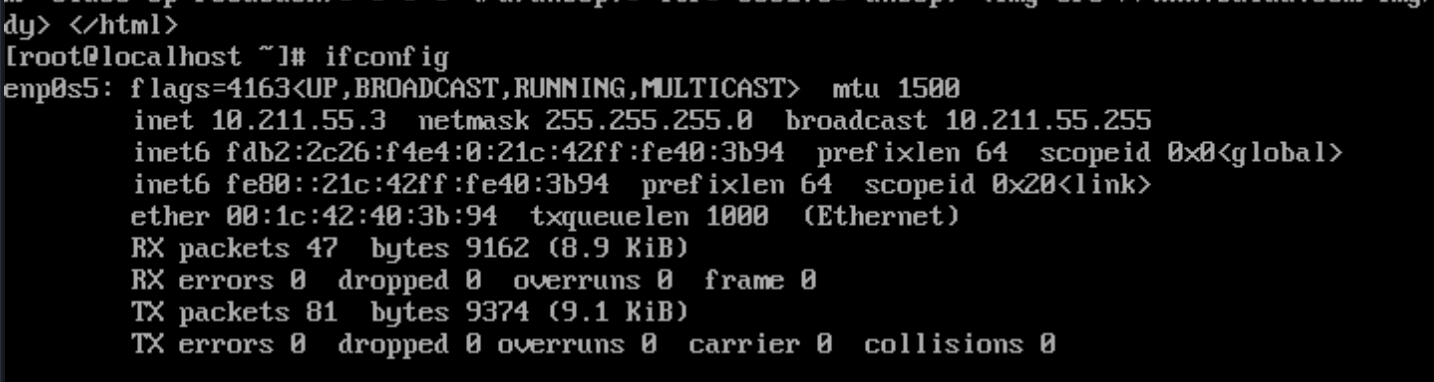 dy> </html>
[root@localhost ~]# ifconfig
enp0s5: flags=4163<UP,BROADCAST,RUNNING,MULTICAST>  mtu 1500
        inet 10.211.55.3  netmask 255.255.255.0  broadcast 10.211.55.255
        inet6 fdb2:2c26:f4e4:0:21c:42ff:fe40:3b94  prefixlen 64  scopeid 0x0<global>
        inet6 fe80::21c:42ff:fe40:3b94  prefixlen 64  scopeid 0x20<link>
        ether 00:1c:42:40:3b:94  txqueuelen 1000  (Ethernet)
        RX packets 47  bytes 9162 (8.9 KiB)
        RX errors 0  dropped 0  overruns 0  frame 0
        TX packets 81  bytes 9374 (9.1 KiB)
        TX errors 0  dropped 0 overruns 0  carrier 0  collisions 0